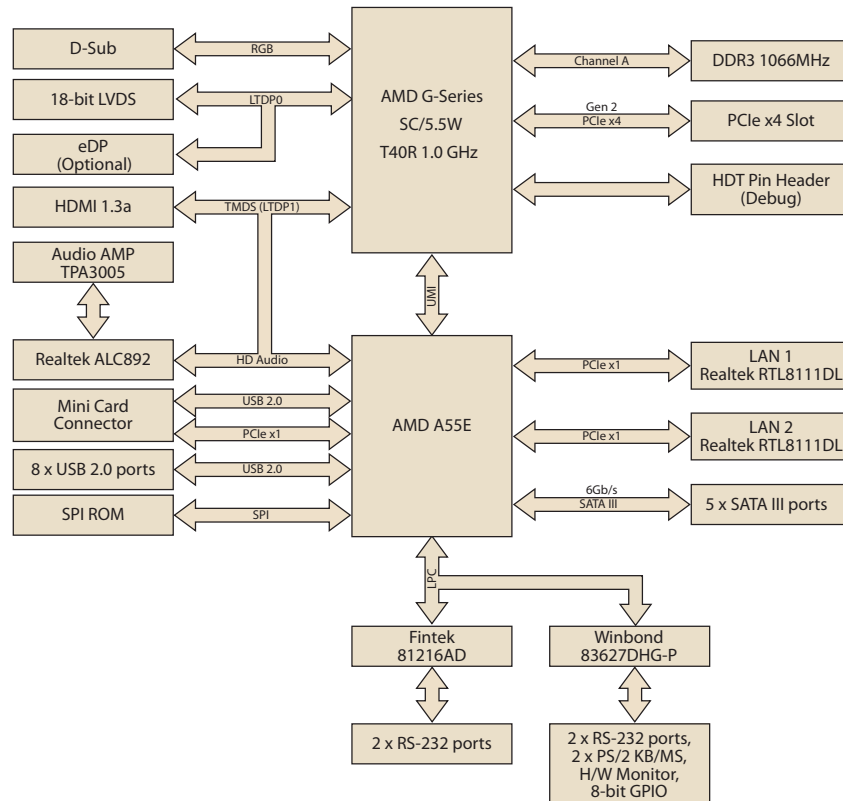 D-Sub
RGB
18-bit LVDS
LTDP0
eDP
(Optional)
HDMI 1.3a
TMDS (LTDP1)
Audio AMP
TPA3005
Realtek ALC892
HD Audio
Mini Card
Connector
USB 2.0
PCIe x1
8 x USB 2.0 ports
USB 2.0
SPI ROM
SPI
AMD G-Series
SC/5.5W
T40R 1.0 GHz
UMI
AMD A55E
Channel A
DDR3 1066MHz
Gen 2
PCIe x4
PCIe x4 Slot
HDT Pin Header
(Debug)
PCIe x1
LAN 1
Realtek RTL8111DL
PCIe x1
LAN 2
Realtek RTL8111DL
6Gb/s
SATA III
5 x SATA III ports
LPC
Fintek
81216AD
Winbond
83627DHG-P
2 x RS-232 ports
2 x RS-232 ports,
2 x PS/2 KB/MS,
H/W Monitor,
8-bit GPIO